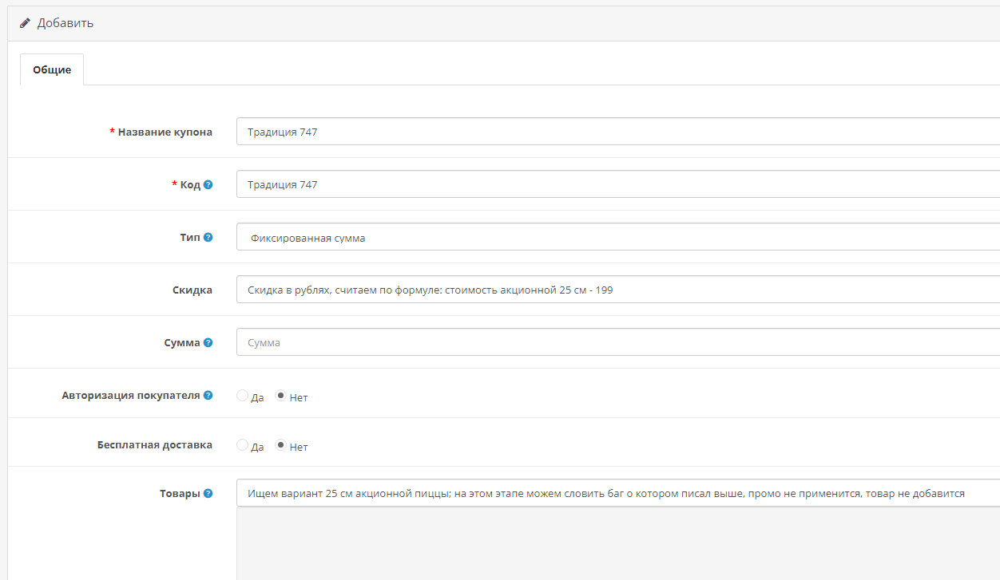 Добавить
Общие
* Название купона Традиция 747
* Код ? Традиция 747
Тип ? Фиксированная сумма
Скидка Скидка в рублях, считаем по формуле: стоимость акционной 25 см - 199
Сумма ? Сумма
Авторизация покупателя ? Да Нет
Бесплатная доставка Да Нет
Товары ? Ищем вариант 25 см акционной пиццы; на этом этапе можем словить баг о котором писал выше, промо не применится, товар не добавится